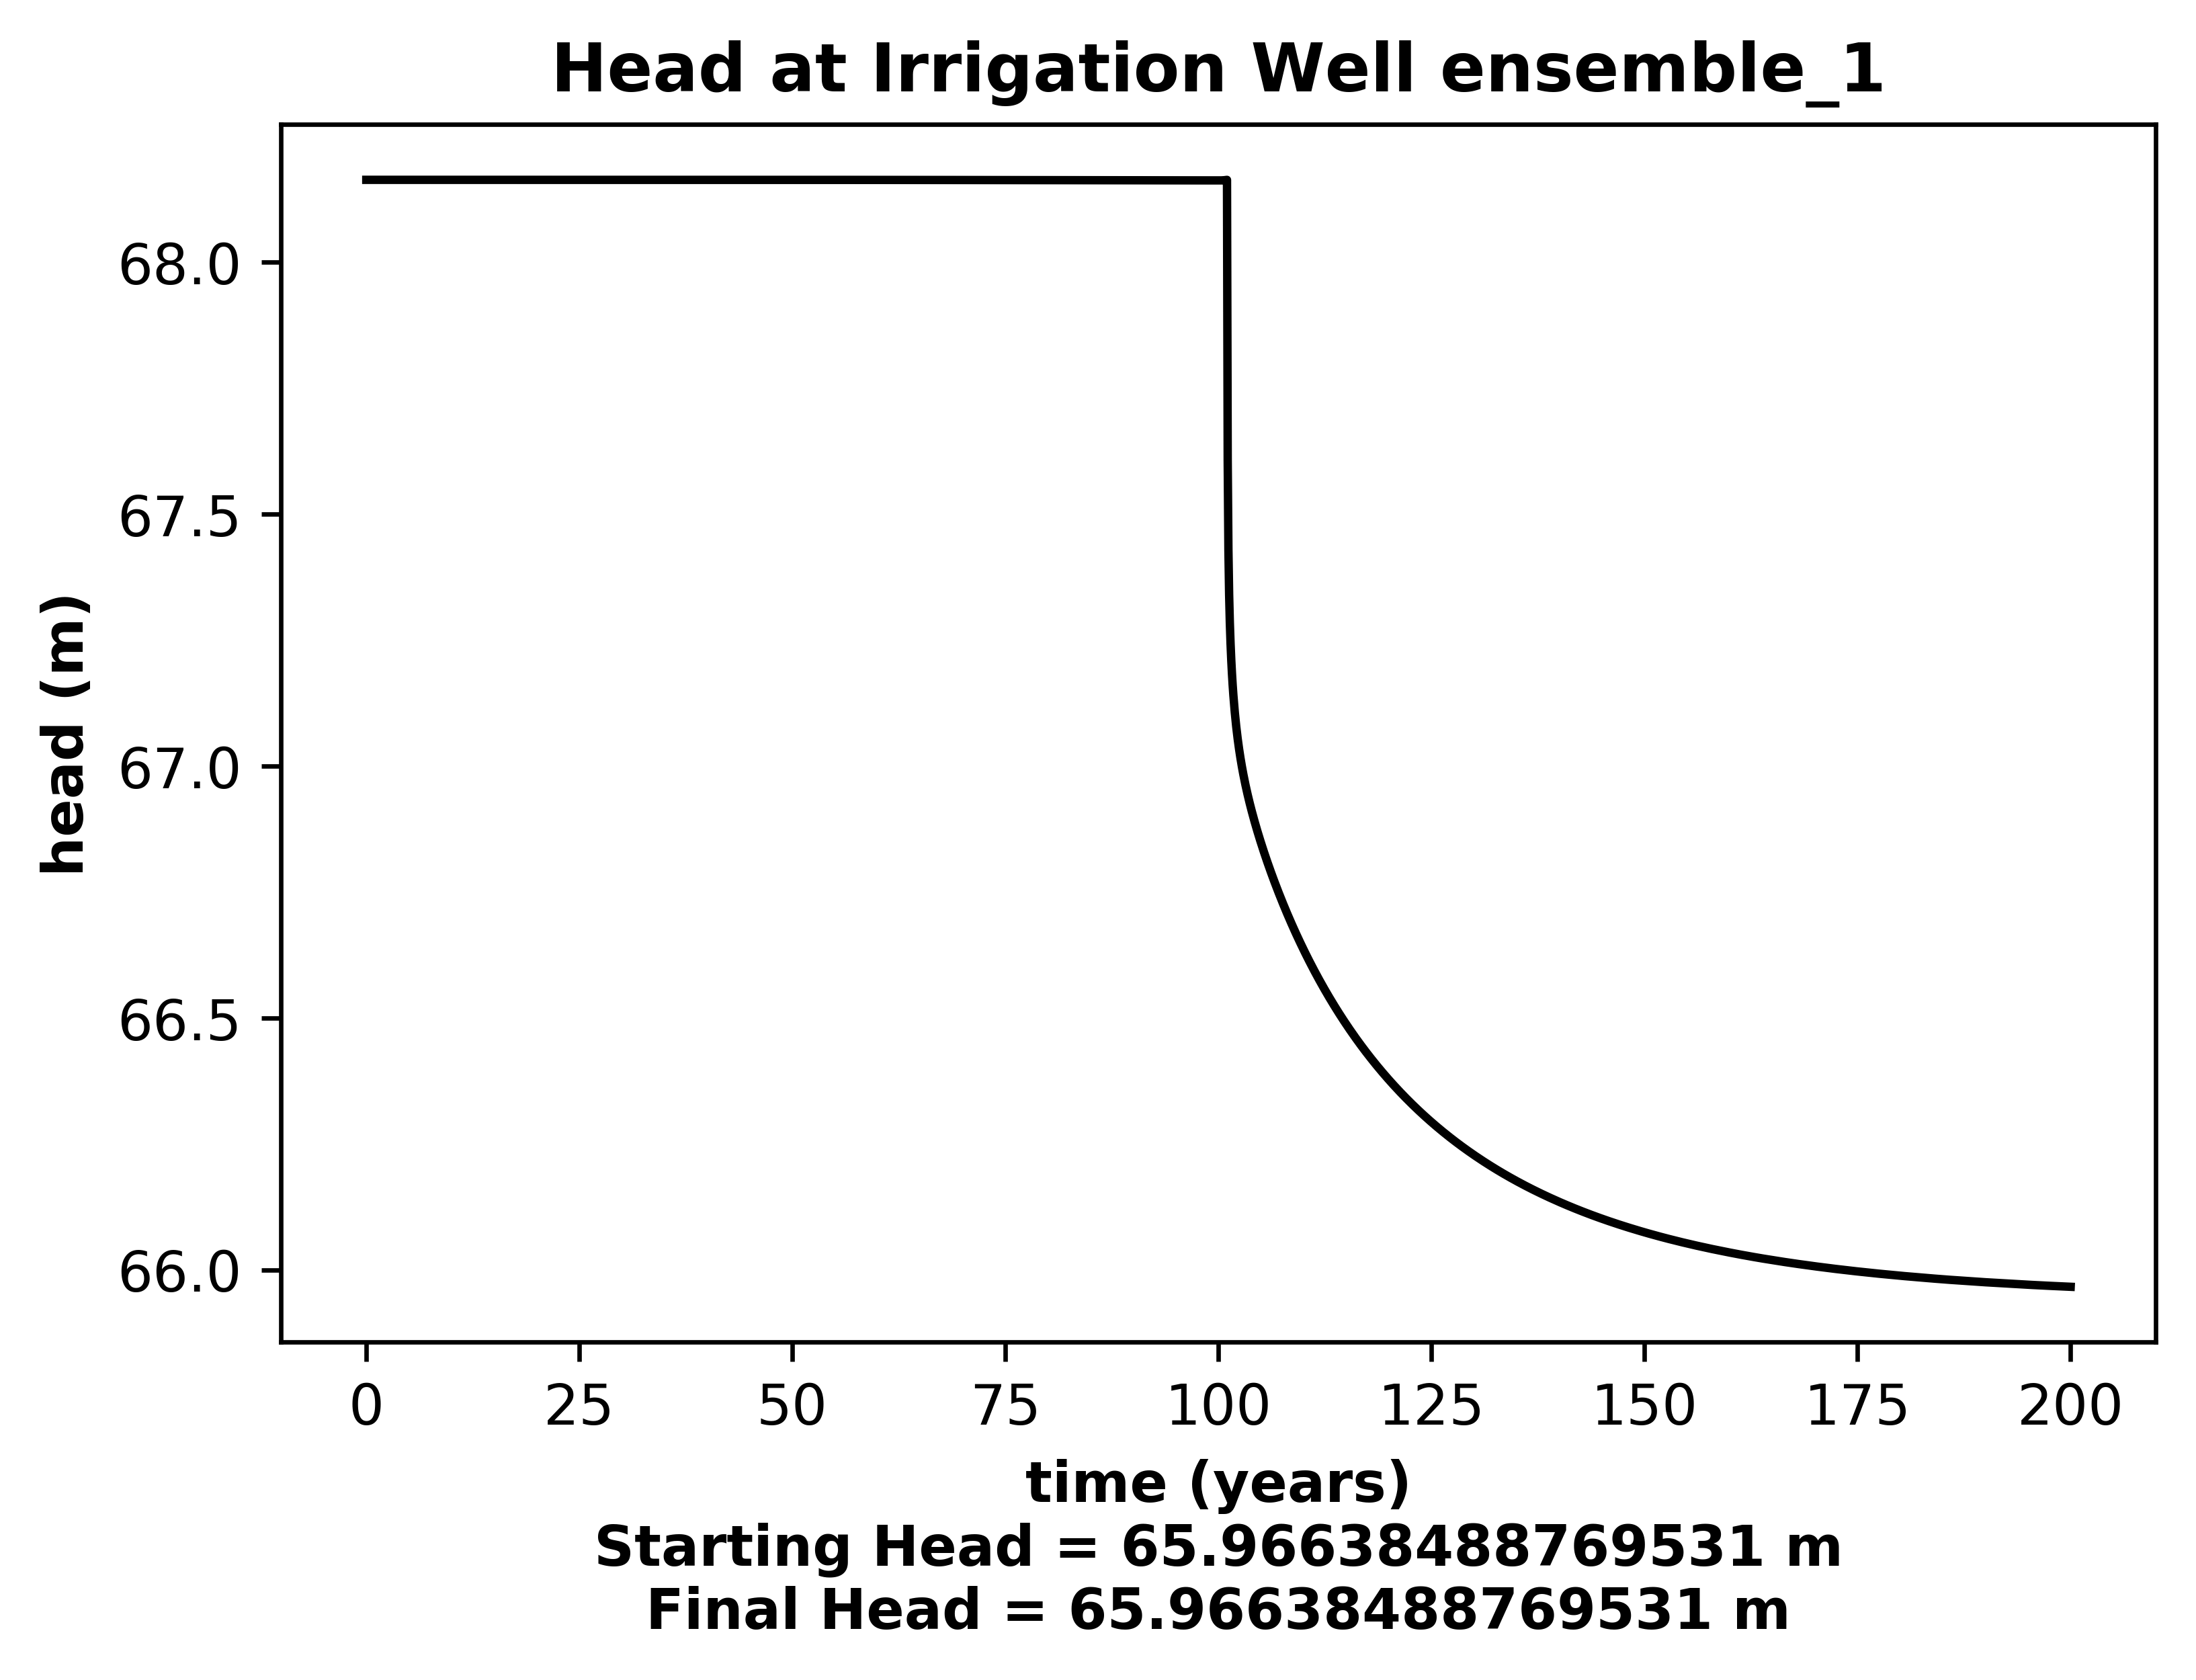 Head at Irrigation Well ensemble_1
head (m)
68.0
67.5
67.0
66.5
66.0
0 25 50 75 100 125 150 175 200
time (years)
Starting Head = 65.96638488769531 m
Final Head = 65.96638488769531 m